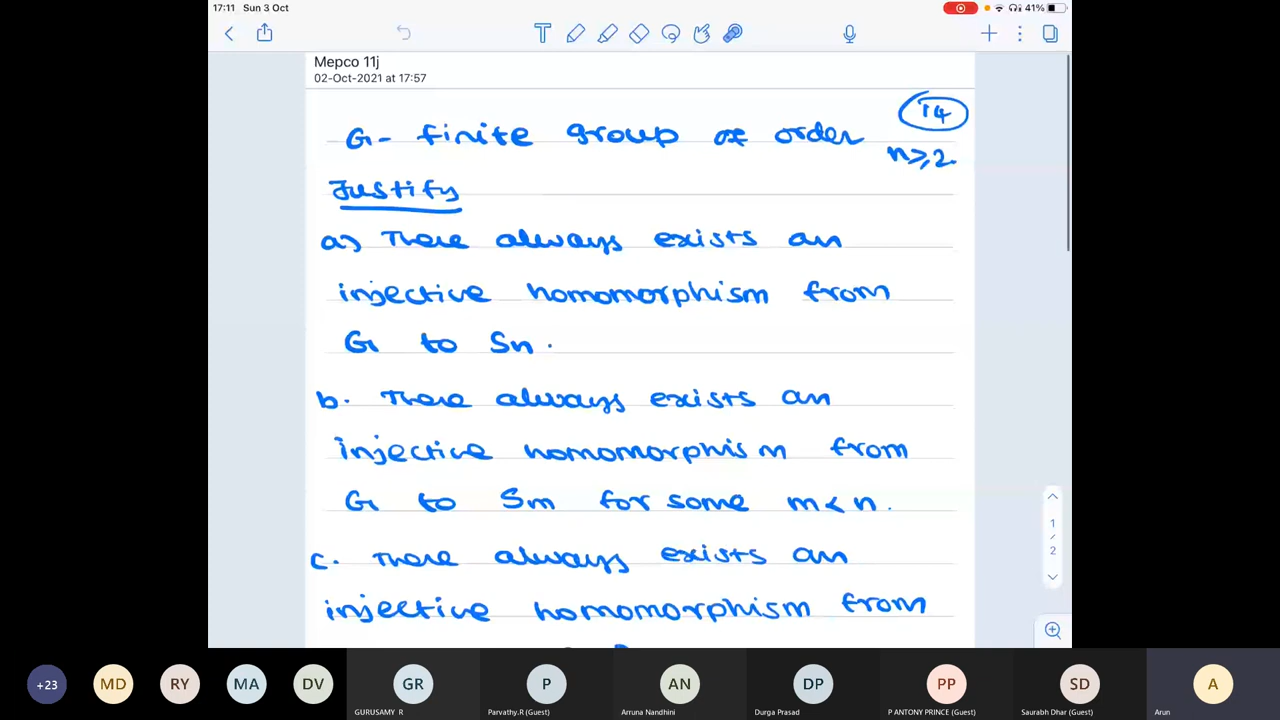 17:11 Sun 3 Oct
41%
Mepco 11j
02-Oct-2021 at 17:57
14
G- finite group of order
n≥2.
Justify
a) There always exists an
injective homomorphism from
G to Sn.
b. There always exists an
injective homomorphism from
G to Sm for some m<n.
c. There always exists an
injective homomorphism from
1
/
2
+23
MD
RY
MA
DV
GR
P
AN
DP
PP
SD
A
GURUSAMY R
Parvathy.R (Guest)
Arruna Nandhini
Durga Prasad
P ANTONY PRINCE (Guest)
Saurabh Dhar (Guest)
Arun